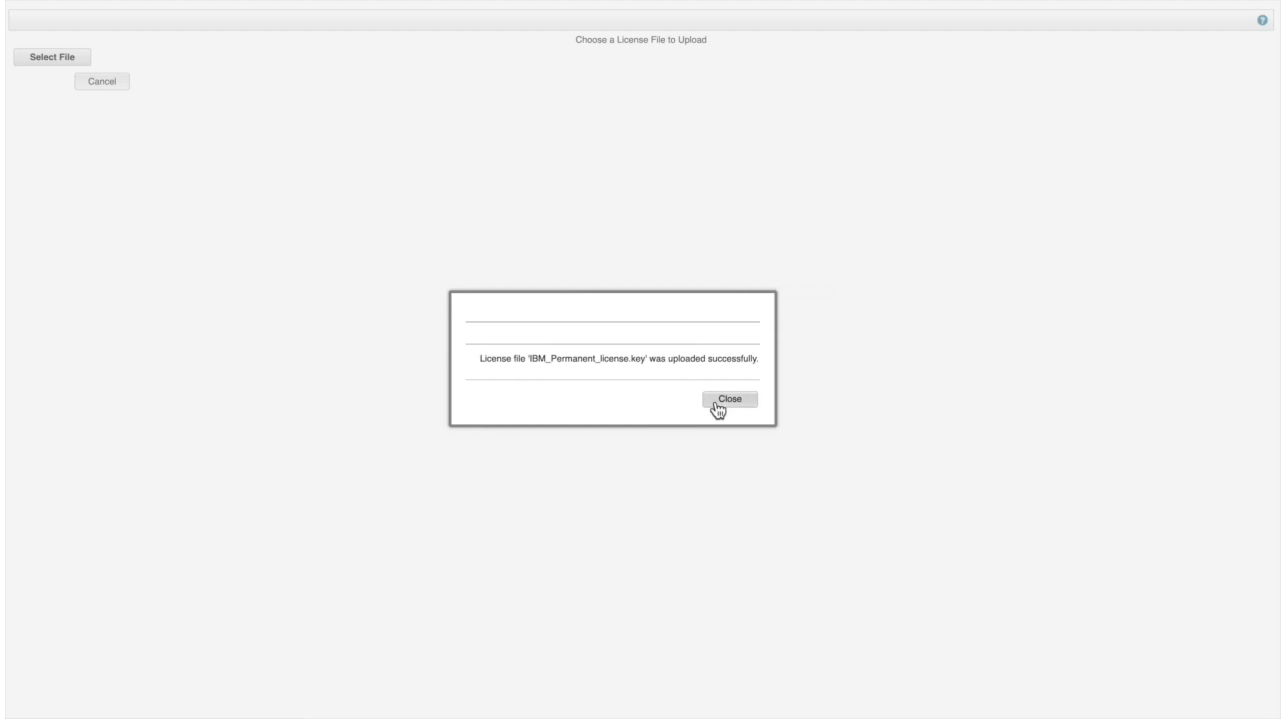 ?
Choose a License File to Upload
Select File
Cancel
License file 'IBM_Permanent_license.key' was uploaded successfully.
Close